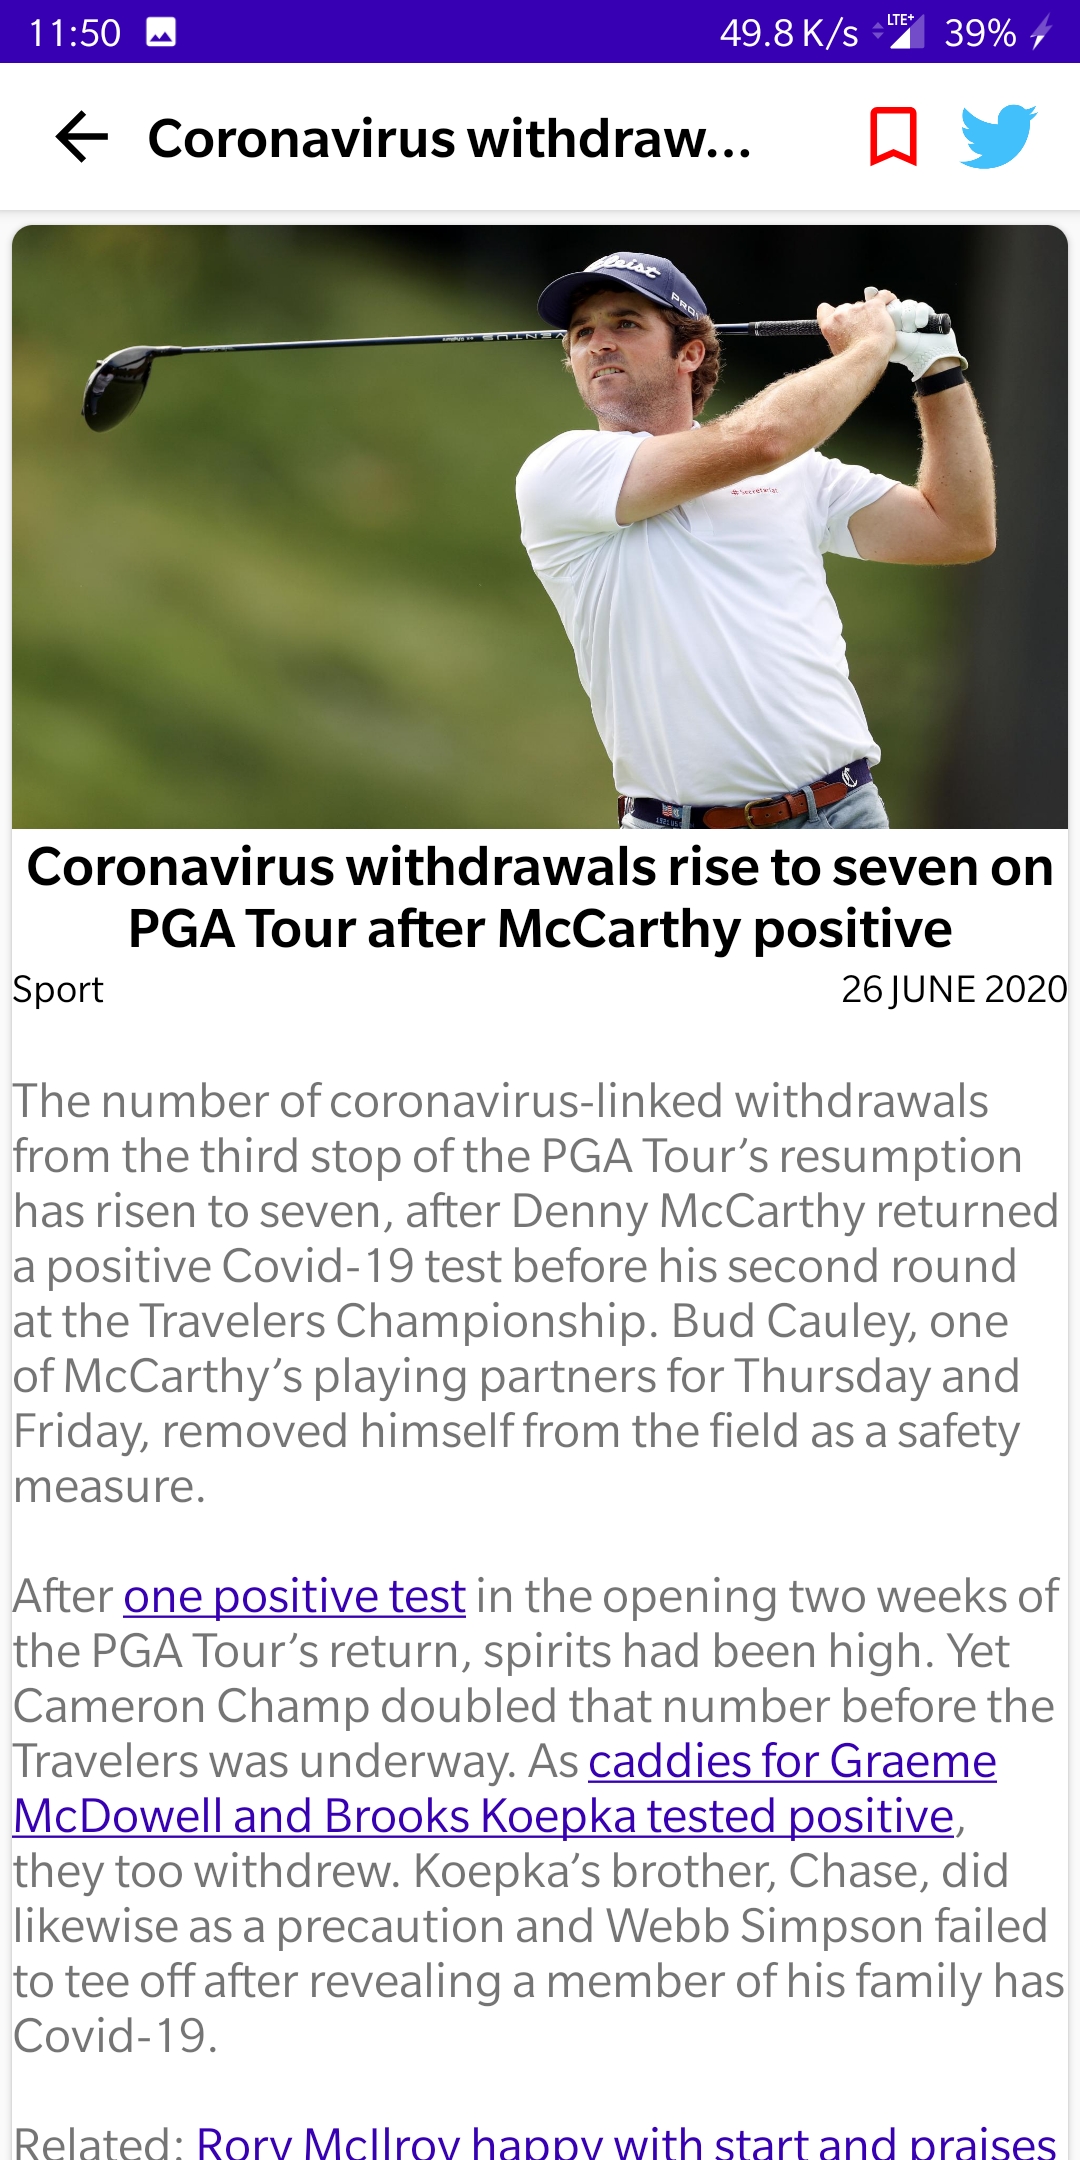 11:50 49.8 K/s LTE+ 39%
Coronavirus withdraw...
PRO
VENTUS
Coronavirus withdrawals rise to seven on
PGA Tour after McCarthy positive
Sport 26 JUNE 2020
The number of coronavirus-linked withdrawals
from the third stop of the PGA Tour’s resumption
has risen to seven, after Denny McCarthy returned
a positive Covid-19 test before his second round
at the Travelers Championship. Bud Cauley, one
of McCarthy’s playing partners for Thursday and
Friday, removed himself from the field as a safety
measure.
After one positive test in the opening two weeks of
the PGA Tour’s return, spirits had been high. Yet
Cameron Champ doubled that number before the
Travelers was underway. As caddies for Graeme
McDowell and Brooks Koepka tested positive,
they too withdrew. Koepka’s brother, Chase, did
likewise as a precaution and Webb Simpson failed
to tee off after revealing a member of his family has
Covid-19.
Related: Rory McIlroy happy with start and praises